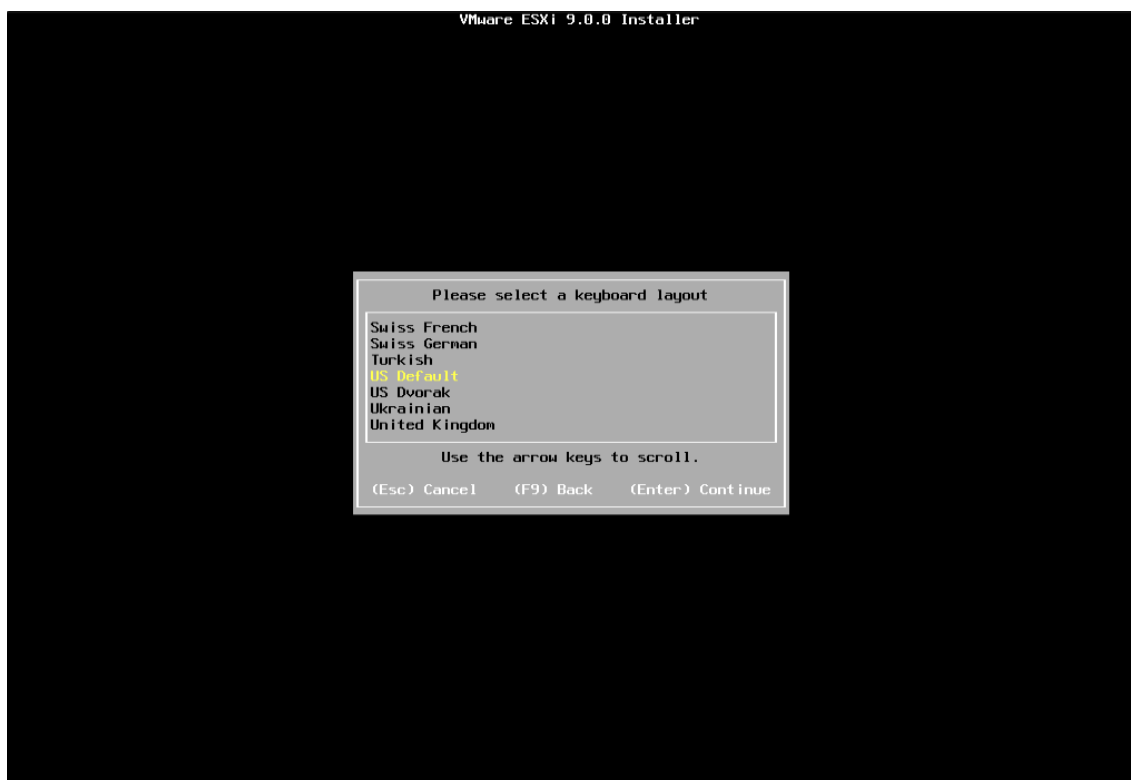 VMware ESXi 9.0.0 Installer
Please select a keyboard layout
Swiss French
Swiss German
Turkish
US Default
US Dvorak
Ukrainian
United Kingdom
Use the arrow keys to scroll.
(Esc) Cancel (F9) Back (Enter) Continue